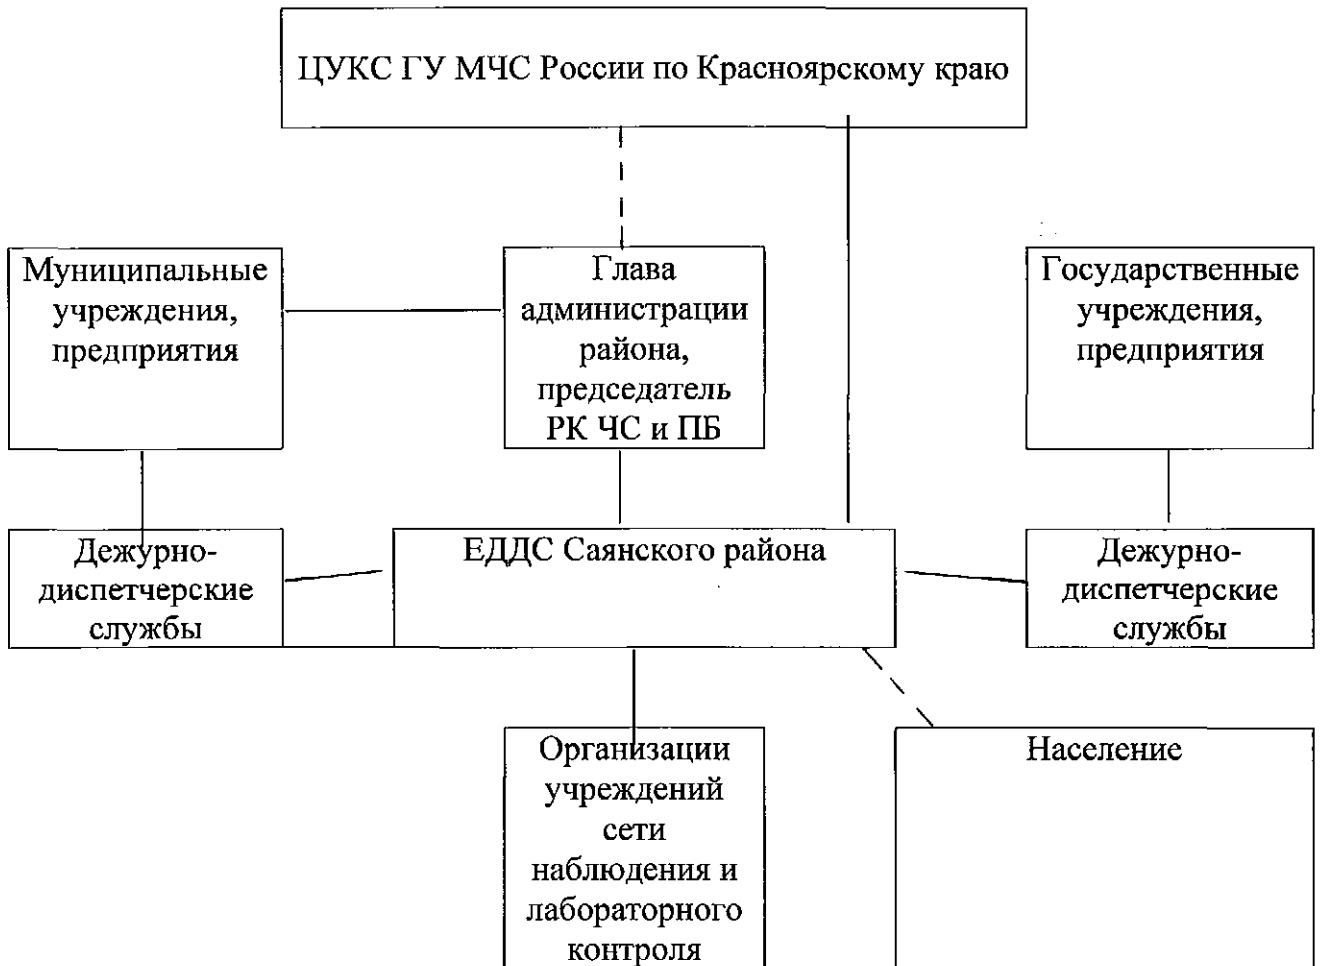 ЦУКС ГУ МЧС России по Красноярскому краю
Муниципальные
учреждения,
предприятия
Глава
администрации
района,
председатель
РК ЧС и ПБ
Государственные
учреждения,
предприятия
Дежурно-
диспетчерские
службы
ЕДДС Саянского района
Дежурно-
диспетчерские
службы
Организации
учреждений
сети
наблюдения и
лабораторного
контроля
Население